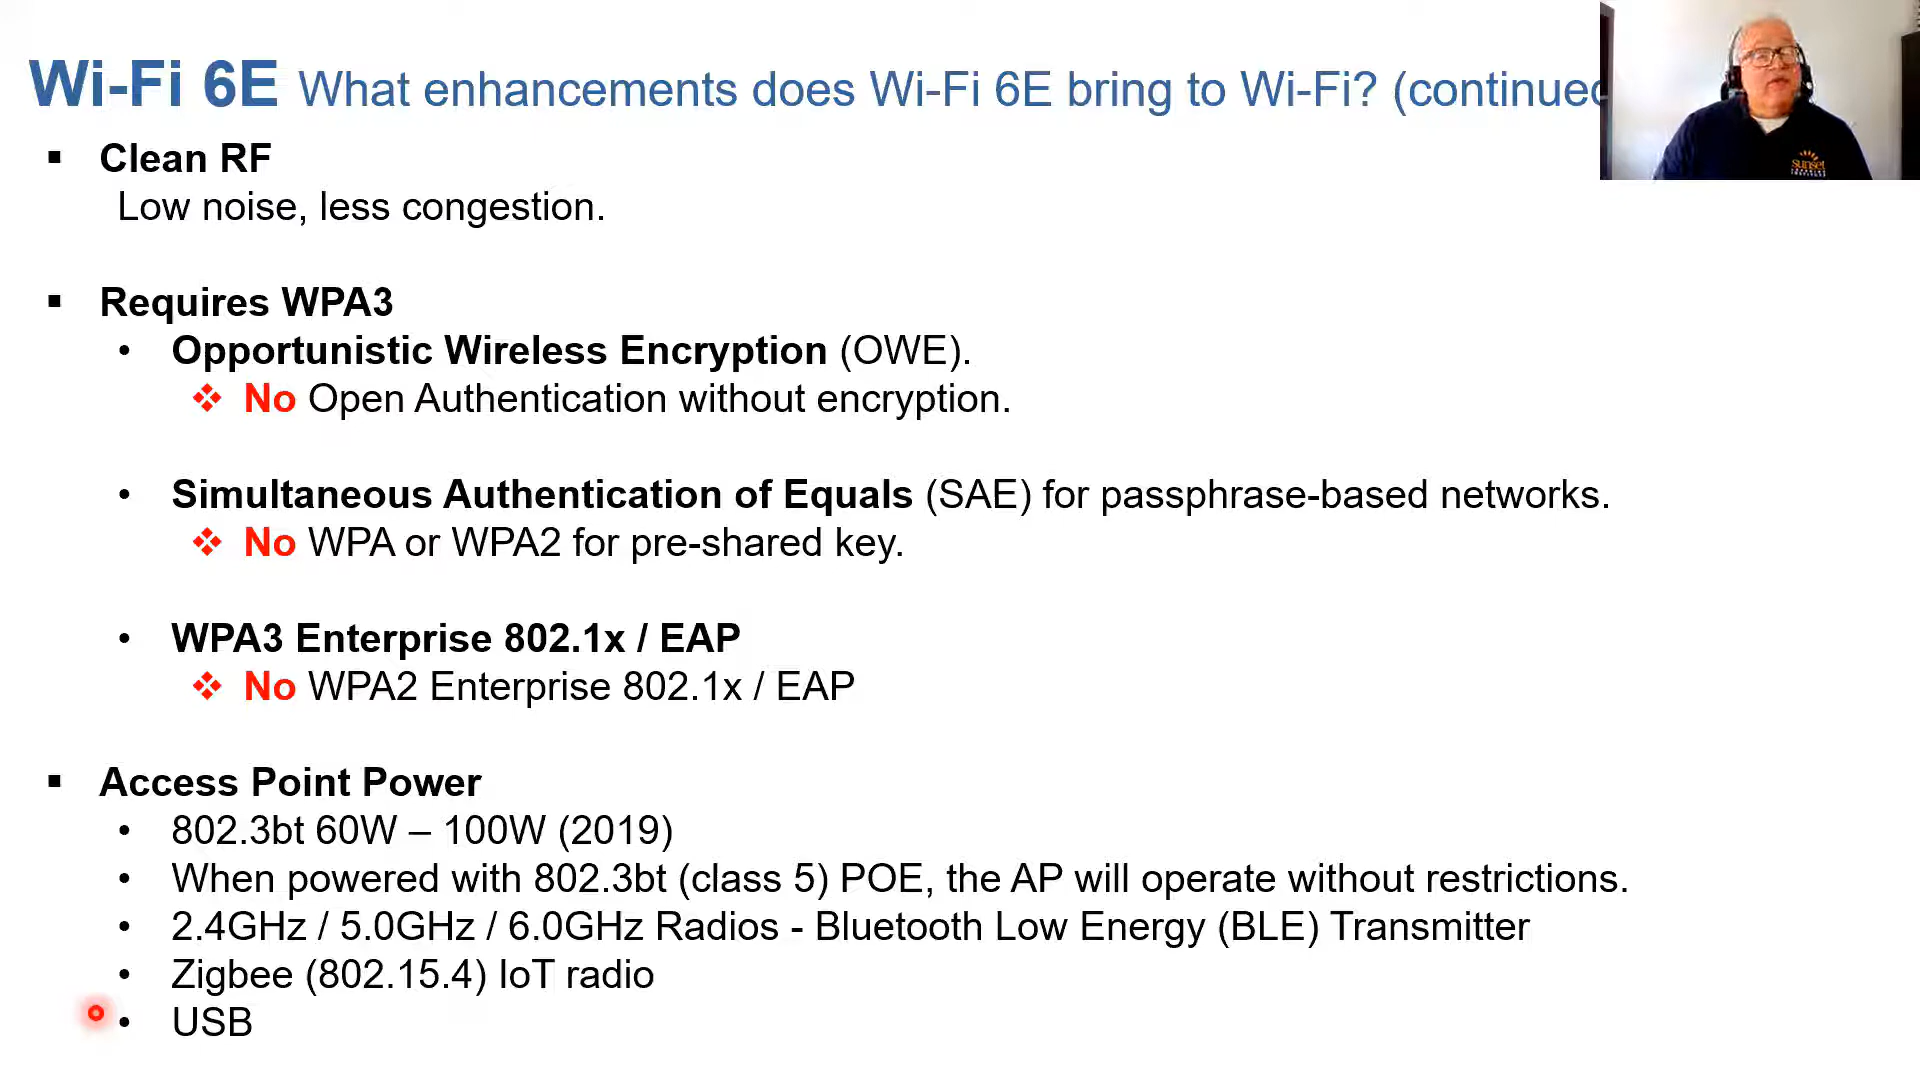 Wi-Fi 6E What enhancements does Wi-Fi 6E bring to Wi-Fi? (continued
Clean RF
Low noise, less congestion.
Requires WPA3
Opportunistic Wireless Encryption (OWE).
No Open Authentication without encryption.
Simultaneous Authentication of Equals (SAE) for passphrase-based networks.
No WPA or WPA2 for pre-shared key.
WPA3 Enterprise 802.1x / EAP
No WPA2 Enterprise 802.1x / EAP
Access Point Power
802.3bt 60W – 100W (2019)
When powered with 802.3bt (class 5) POE, the AP will operate without restrictions.
2.4GHz / 5.0GHz / 6.0GHz Radios - Bluetooth Low Energy (BLE) Transmitter
Zigbee (802.15.4) IoT radio
USB
sunset